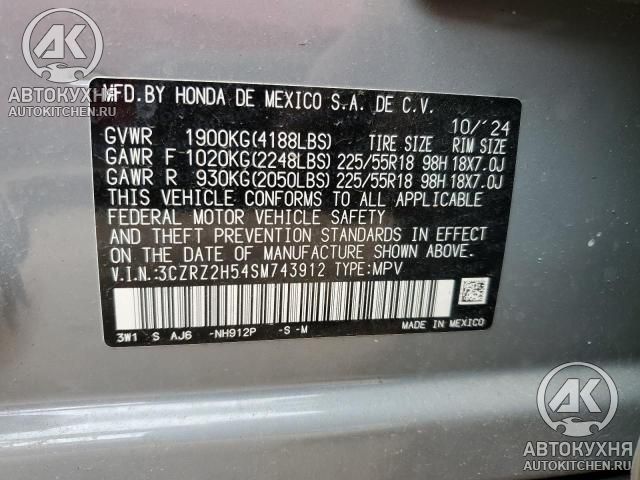 AK
АВТОКУХНЯ
AUTOKITCHEN.RU
MFD.BY HONDA DE MEXICO S.A. DE C.V.
10/'24
GVWR 1900KG(4188LBS) TIRE SIZE RIM SIZE
GAWR F 1020KG(2248LBS) 225/55R18 98H 18X7.0J
GAWR R 930KG(2050LBS) 225/55R18 98H 18X7.0J
THIS VEHICLE CONFORMS TO ALL APPLICABLE
FEDERAL MOTOR VEHICLE SAFETY
AND THEFT PREVENTION STANDARDS IN EFFECT
ON THE DATE OF MANUFACTURE SHOWN ABOVE.
V.I.N.:3CZRZ2H54SM743912 TYPE:MPV
3W1 S AJ6 -NH912P -S-M MADE IN MEXICO
AK
АВТОКУХНЯ
AUTOKITCHEN.RU